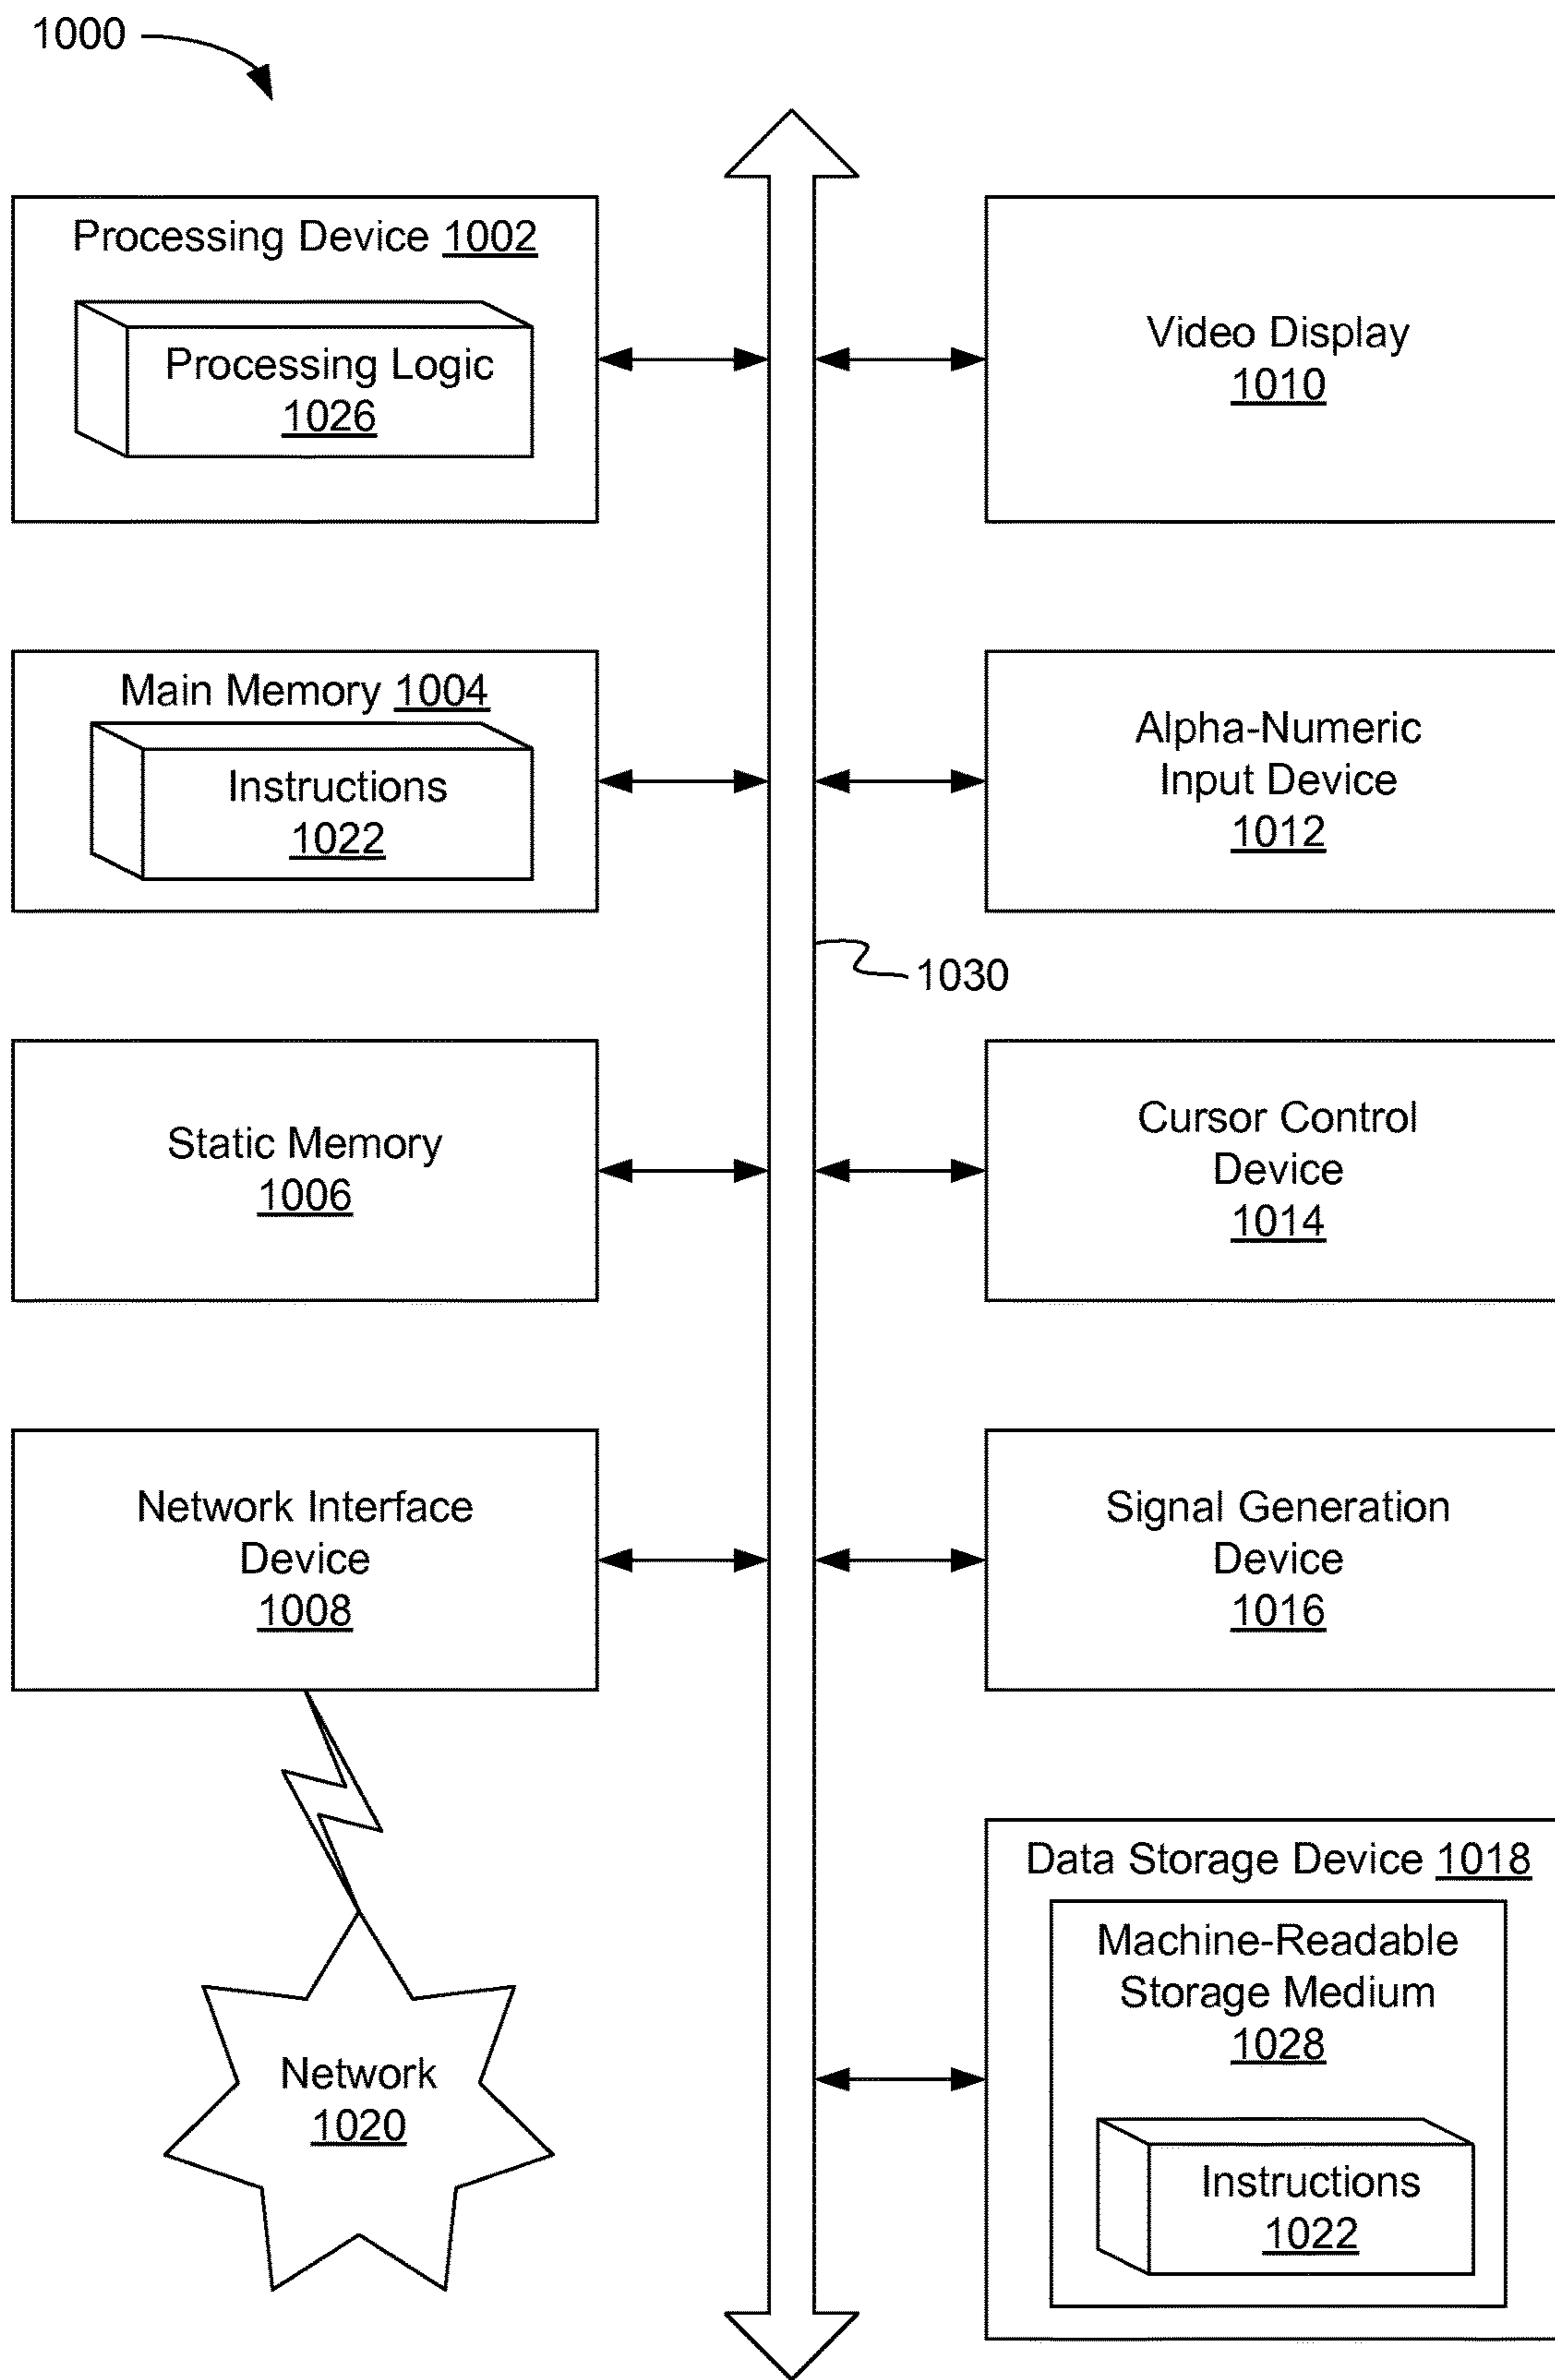 1000
Processing Device 1002
Processing Logic
1026
Video Display
1010
Main Memory 1004
Instructions
1022
Alpha-Numeric
Input Device
1012
1030
Static Memory
1006
Cursor Control
Device
1014
Network Interface
Device
1008
Signal Generation
Device
1016
Data Storage Device 1018
Machine-Readable
Storage Medium
1028
Instructions
1022
Network
1020